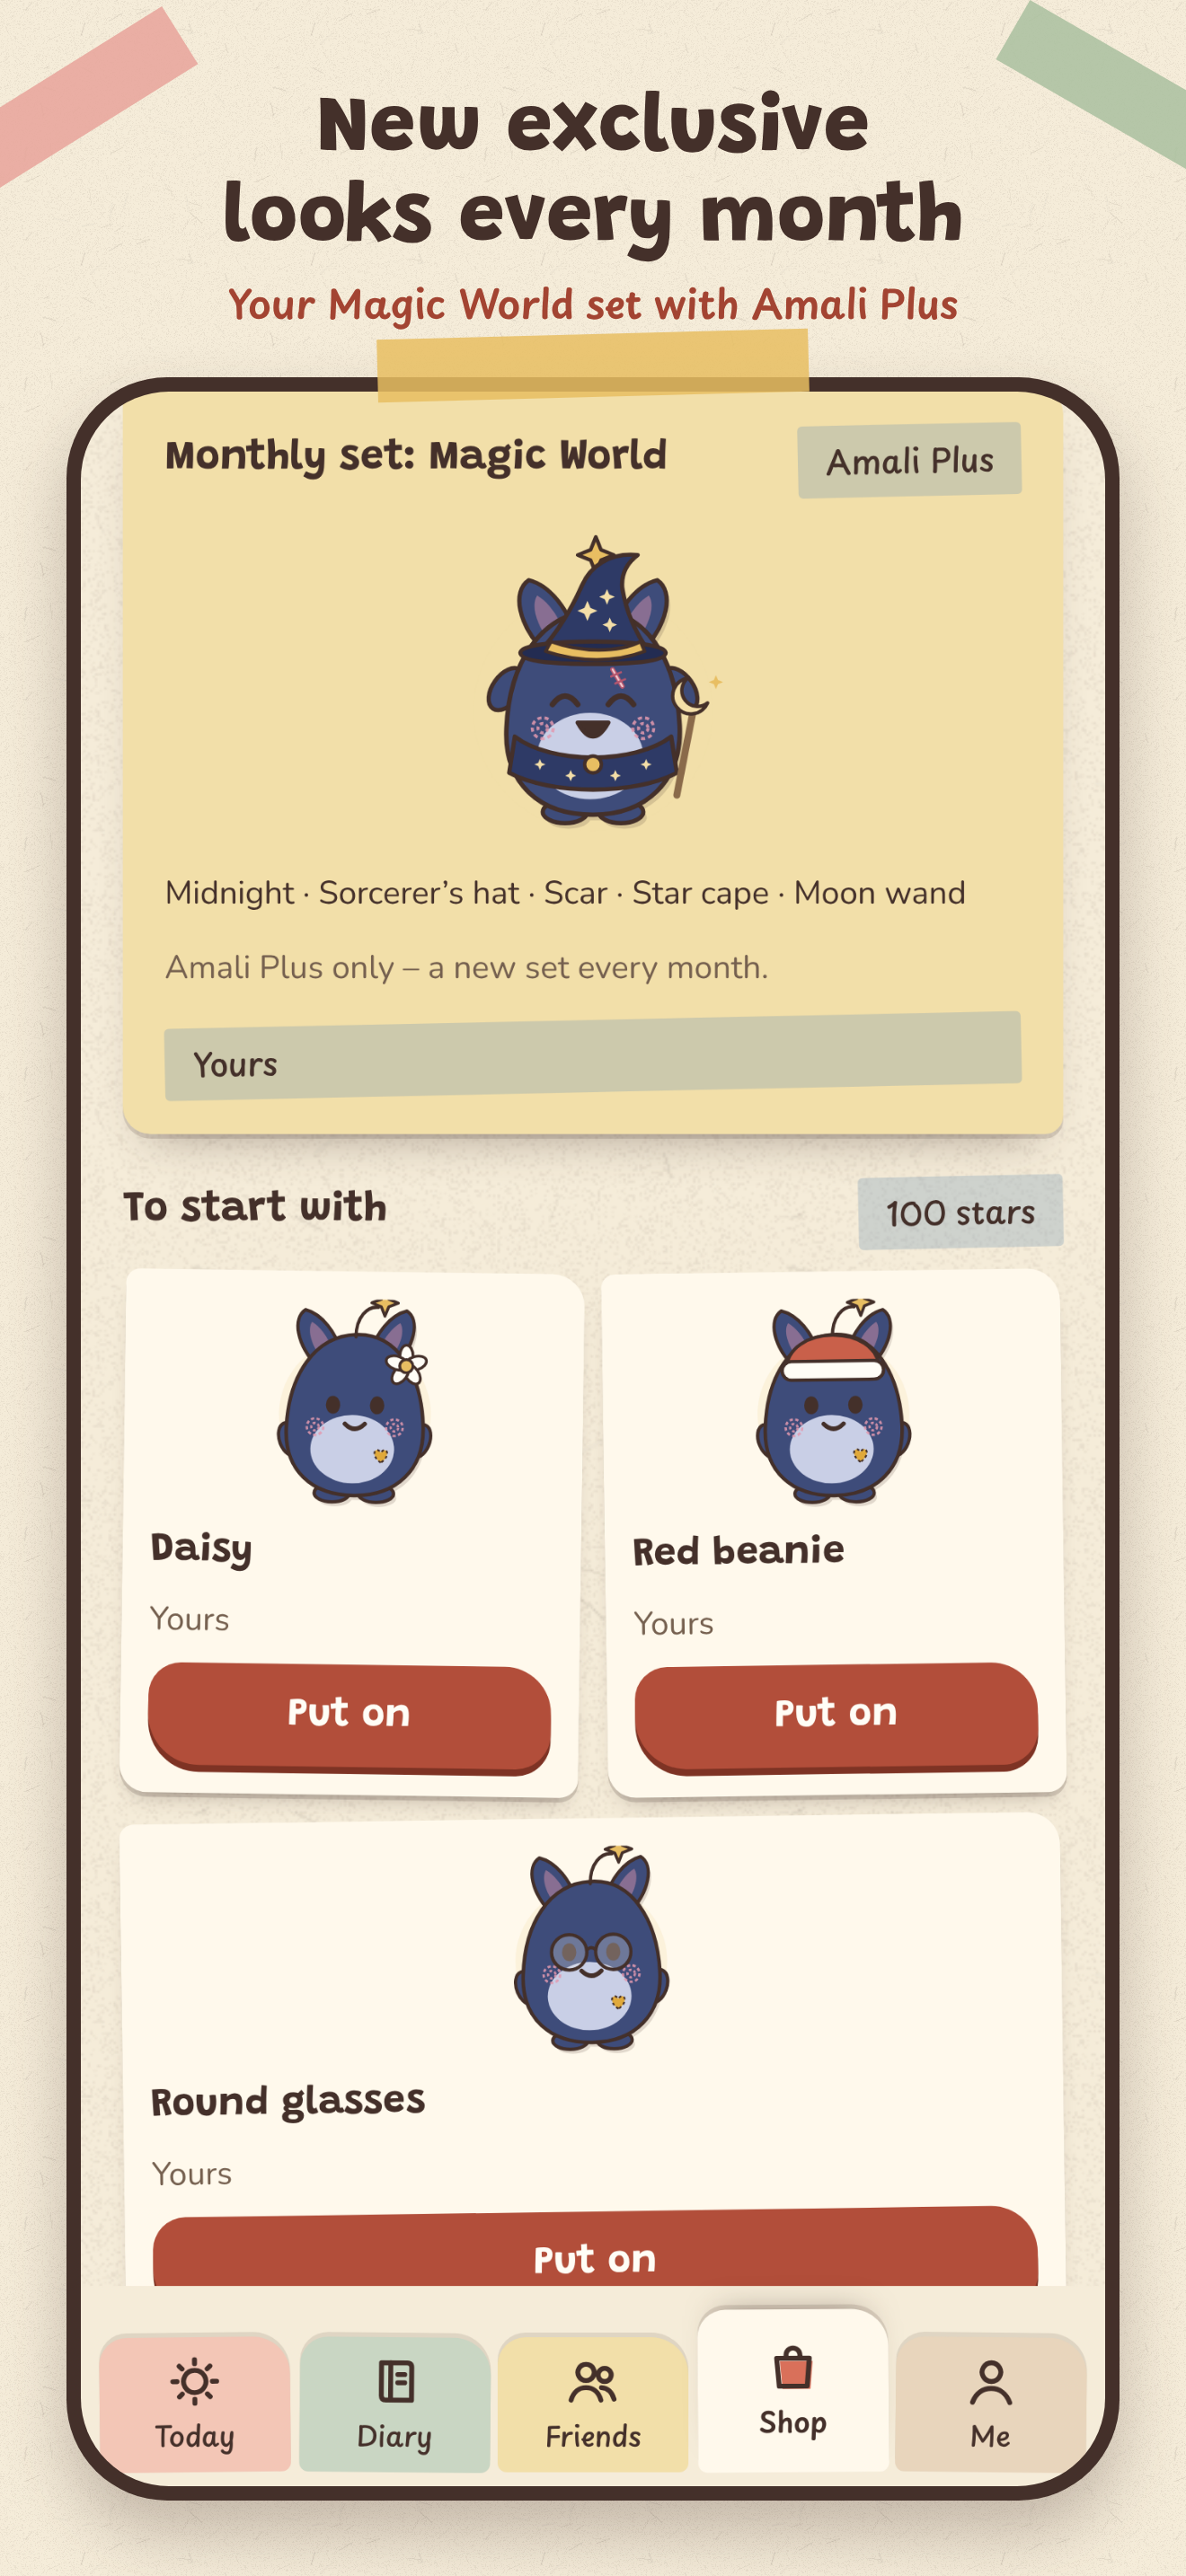 New exclusive
looks every month
Your Magic World set with Amali Plus
Monthly set: Magic World
Amali Plus
Midnight · Sorcerer’s hat · Scar · Star cape · Moon wand
Amali Plus only – a new set every month.
Yours
To start with
100 stars
Daisy
Yours
Put on
Red beanie
Yours
Put on
Round glasses
Yours
Put on
Today
Diary
Friends
Shop
Me